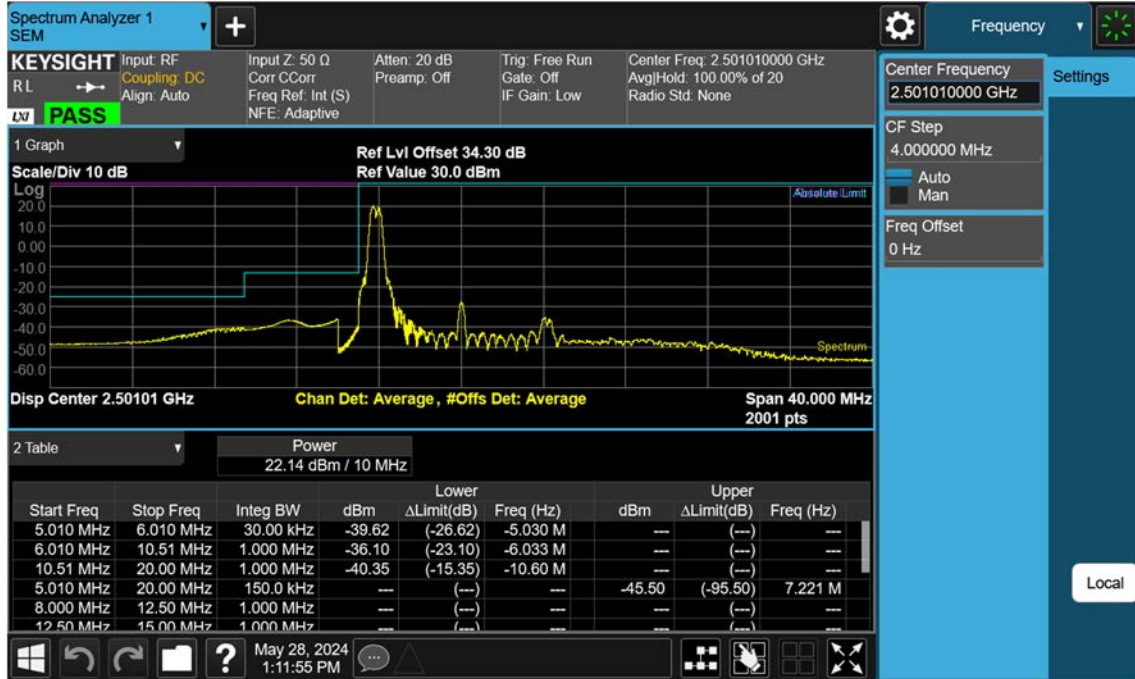 Spectrum Analyzer 1
SEM
+
Frequency
KEYSIGHT
R L
LXI
PASS
Input: RF
Coupling: DC
Align: Auto
Input Z: 50 Ω
Corr CCorr
Freq Ref: Int (S)
NFE: Adaptive
Atten: 20 dB
Preamp: Off
Trig: Free Run
Gate: Off
IF Gain: Low
Center Freq: 2.501010000 GHz
Avg|Hold: 100.00% of 20
Radio Std: None
Center Frequency
2.501010000 GHz
Settings
CF Step
4.000000 MHz
Auto
Man
Freq Offset
0 Hz
1 Graph
Scale/Div 10 dB
Ref Lvl Offset 34.30 dB
Ref Value 30.0 dBm
Log
Absolute Limit
20.0
10.0
0.00
-10.0
-20.0
-30.0
-40.0
-50.0
-60.0
Spectrum
Disp Center 2.50101 GHz
Chan Det: Average, #Offs Det: Average
Span 40.000 MHz
2001 pts
2 Table
Power
22.14 dBm / 10 MHz
Lower Upper
Start Freq Stop Freq Integ BW dBm ΔLimit(dB) Freq (Hz) dBm ΔLimit(dB) Freq (Hz)
5.010 MHz 6.010 MHz 30.00 kHz -39.62 (-26.62) -5.030 M --- (---) ---
6.010 MHz 10.51 MHz 1.000 MHz -36.10 (-23.10) -6.033 M --- (---) ---
10.51 MHz 20.00 MHz 1.000 MHz -40.35 (-15.35) -10.60 M --- (---) ---
5.010 MHz 20.00 MHz 150.0 kHz --- (---) --- -45.50 (-95.50) 7.221 M
8.000 MHz 12.50 MHz 1.000 MHz --- (---) --- --- (---) ---
12.50 MHz 15.00 MHz 1.000 MHz --- (---) --- --- (---) ---
Local
?
May 28, 2024
1:11:55 PM